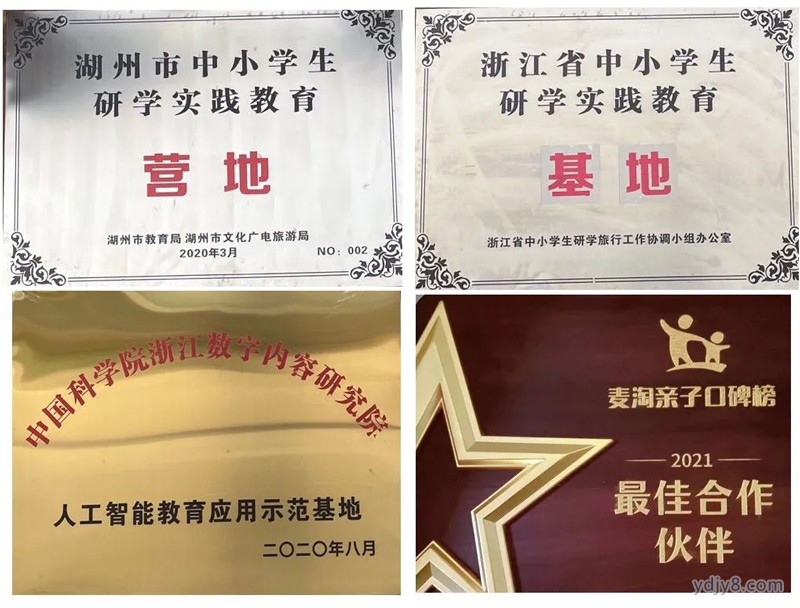 湖州市中小学生
研学实践教育
营地
湖州市教育局 湖州市文化广电旅游局
2020年3月
NO：002
浙江省中小学生
研学实践教育
基地
浙江省中小学生研学旅行工作协调小组办公室
中国科学院浙江数字内容研究院
人工智能教育应用示范基地
二〇二〇年八月
麦淘亲子口碑榜
2021
最佳合作
伙伴
ydjy8.com